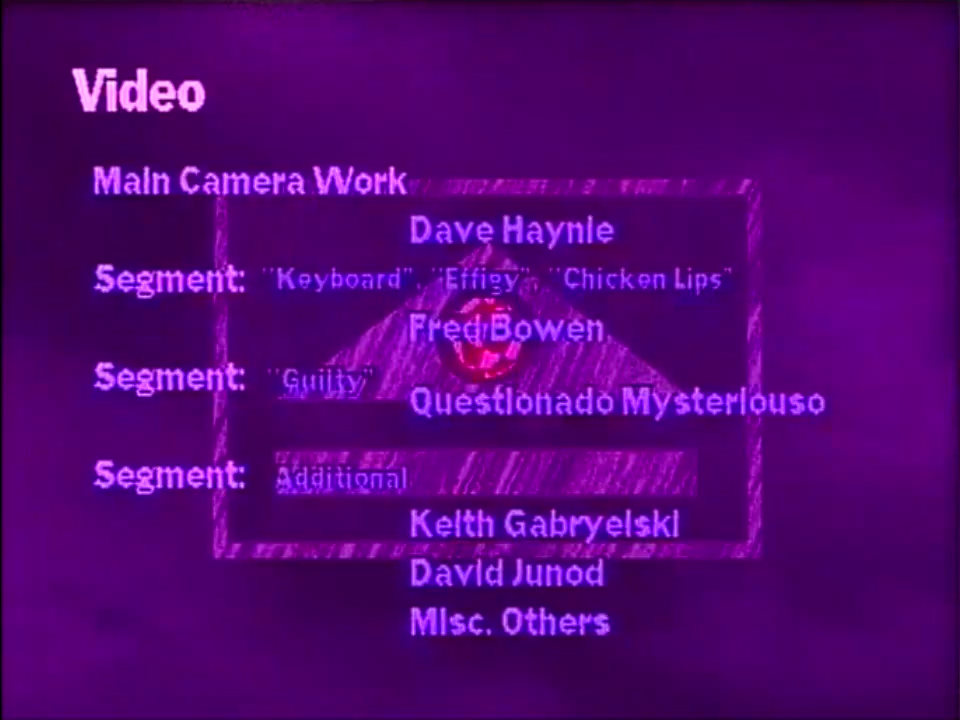 Video
Main Camera Work
Dave Haynie
Segment: "Keyboard", "Effigy", "Chicken Lips"
Fred Bowen
Segment: "Guilty"
Questionado Mysteriouso
Segment: Additional
Keith Gabryelski
David Junod
Misc. Others